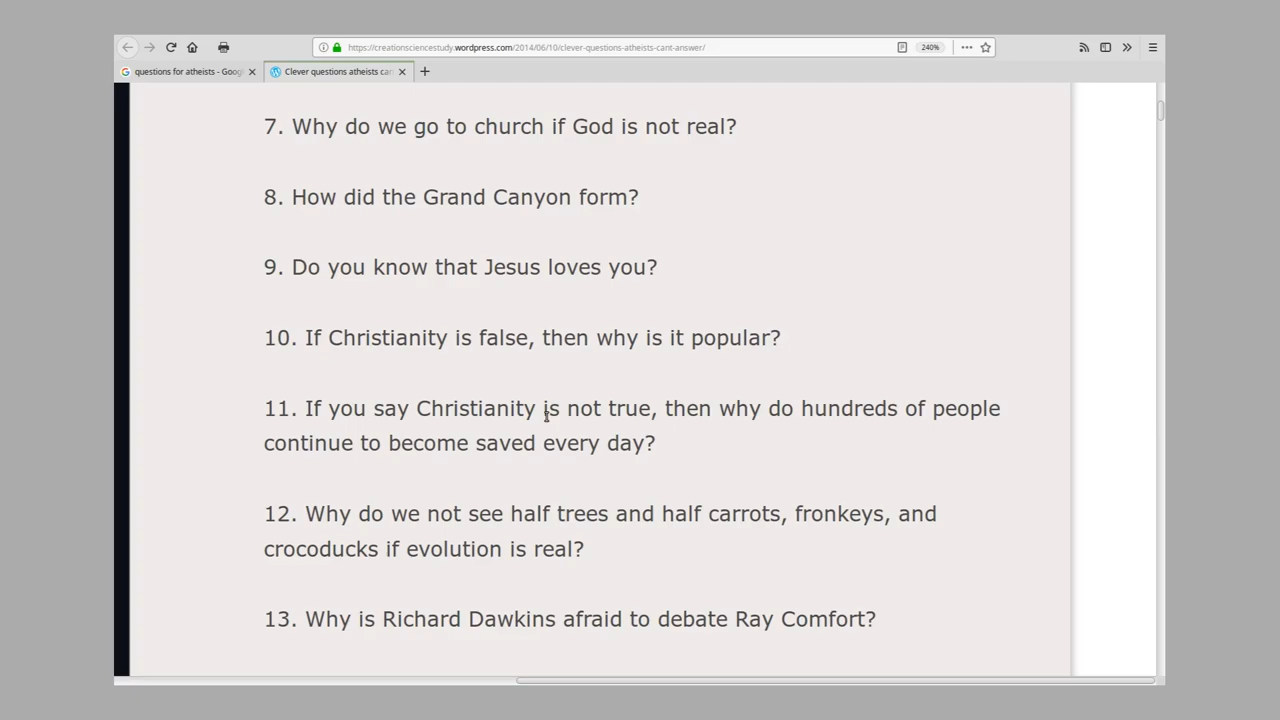 https://creationsciencestudy.wordpress.com/2014/06/10/clever-questions-atheists-cant-answer/
240%
questions for atheists - Goog
Clever questions atheists can
7. Why do we go to church if God is not real?
8. How did the Grand Canyon form?
9. Do you know that Jesus loves you?
10. If Christianity is false, then why is it popular?
11. If you say Christianity is not true, then why do hundreds of people
continue to become saved every day?
12. Why do we not see half trees and half carrots, fronkeys, and
crocoducks if evolution is real?
13. Why is Richard Dawkins afraid to debate Ray Comfort?